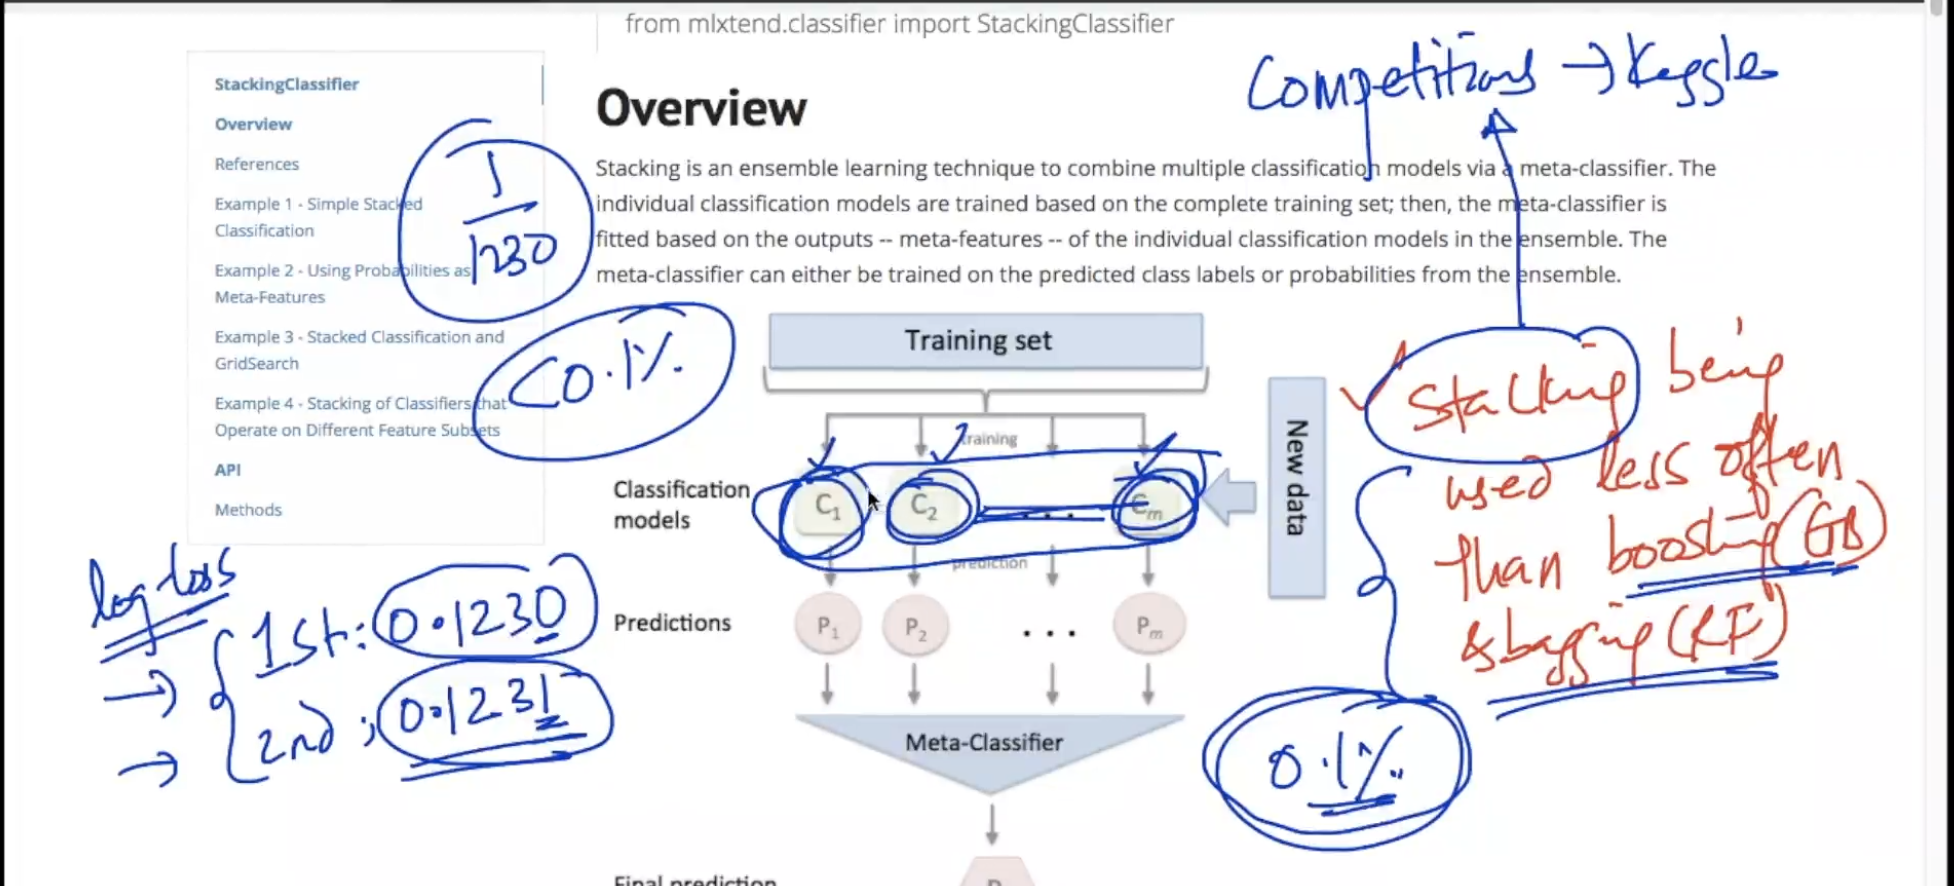 from mlxtend.classifier import StackingClassifier
StackingClassifier
Overview
References
Example 1 - Simple Stacked
Classification
Example 2 - Using Probabilities as
Meta-Features
Example 3 - Stacked Classification and
GridSearch
Example 4 - Stacking of Classifiers that
Operate on Different Feature Subsets
API
Methods
Overview
Competitions → Kaggle
Stacking is an ensemble learning technique to combine multiple classification models via a meta-classifier. The
individual classification models are trained based on the complete training set; then, the meta-classifier is
fitted based on the outputs -- meta-features -- of the individual classification models in the ensemble. The
meta-classifier can either be trained on the predicted class labels or probabilities from the ensemble.
1
1230
<0.1%
Training set
training
Classification
models
C1 C2 . . . Cm
New data
prediction
Predictions
P1 P2 . . . Pm
Meta-Classifier
log loss
1st: 0.1230
2nd: 0.1231
Stacking being
used less often
than boosting (GB)
& bagging (RF)
0.1%
Final prediction